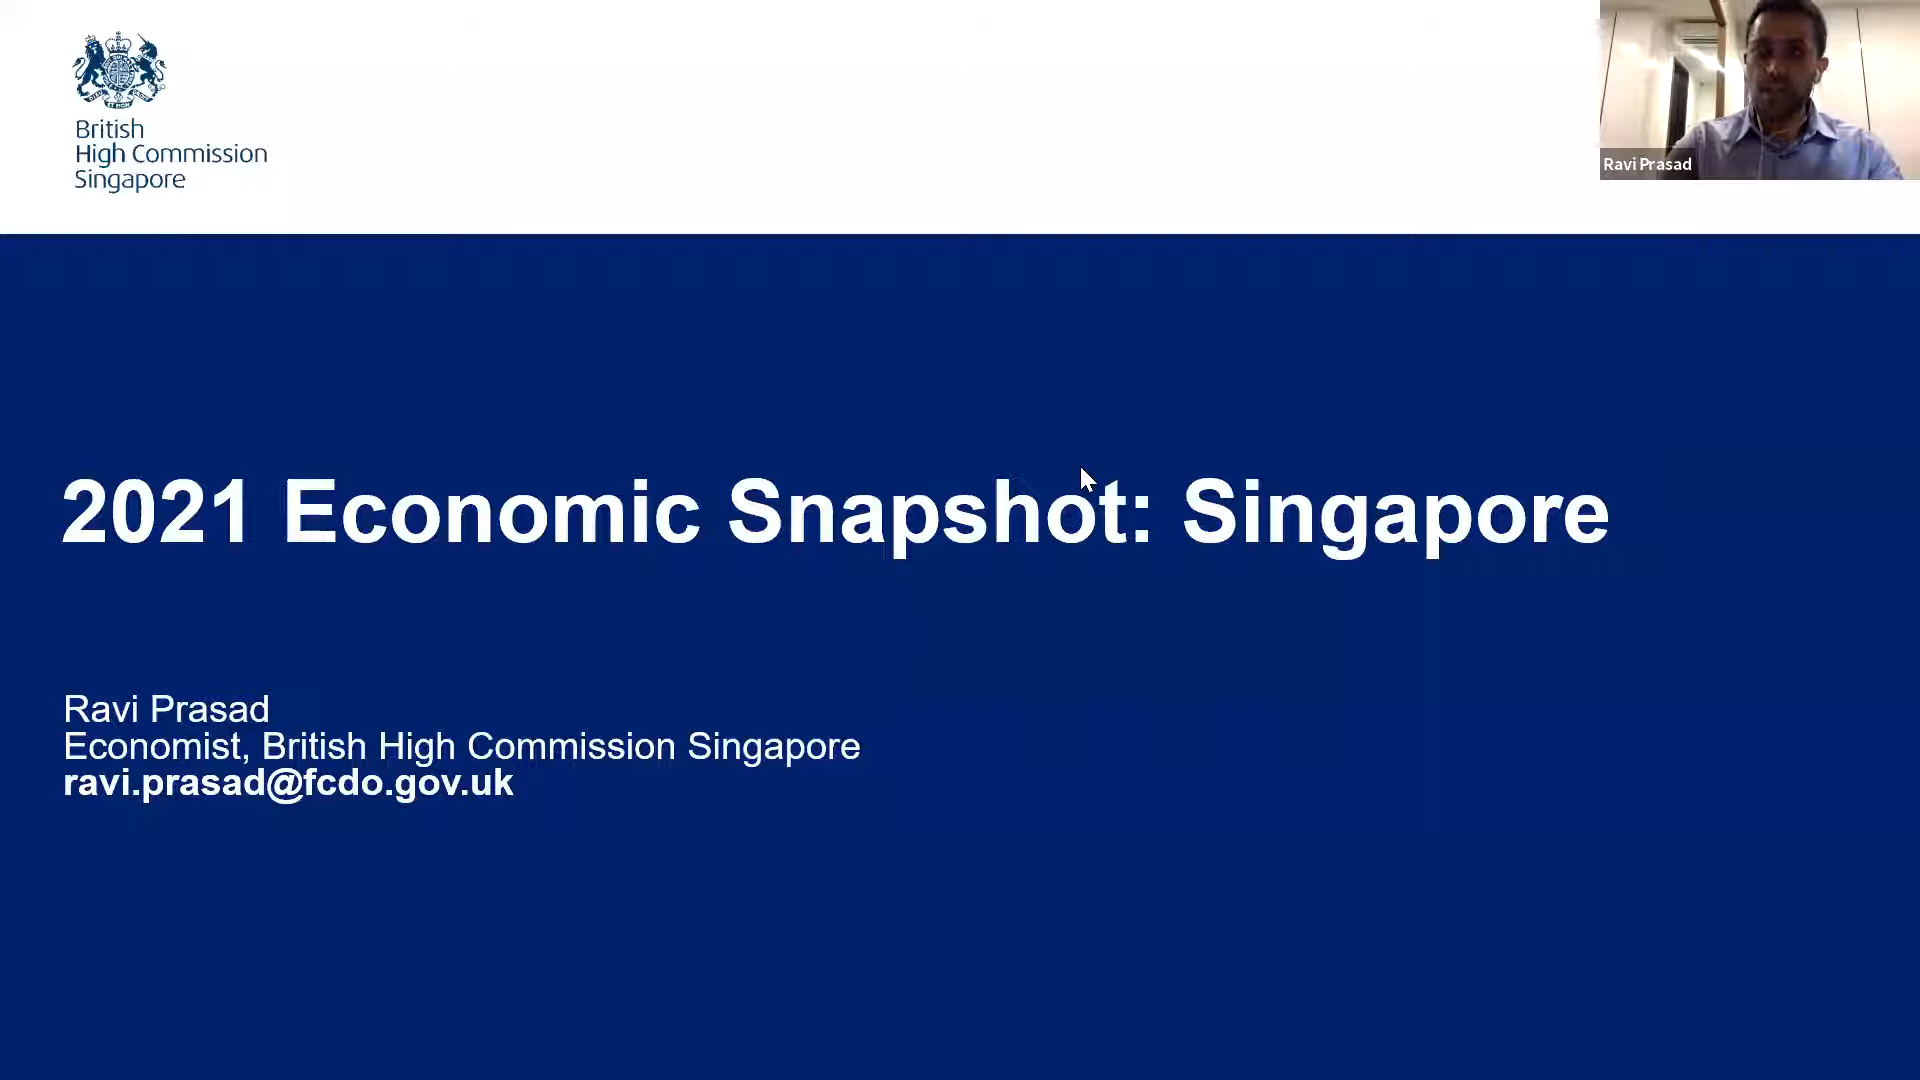 British
High Commission
Singapore
Ravi Prasad
2021 Economic Snapshot: Singapore
Ravi Prasad
Economist, British High Commission Singapore
ravi.prasad@fcdo.gov.uk